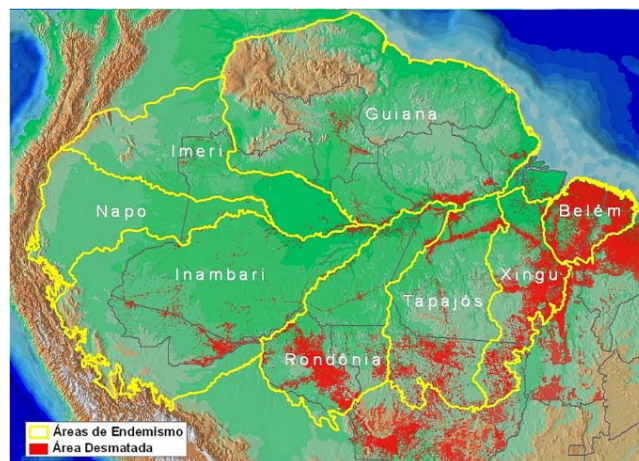 Guiana
Imeri
Napo
Belém
Inambari
Xingu
Tapajós
Rondônia
Áreas de Endemismo
Área Desmatada